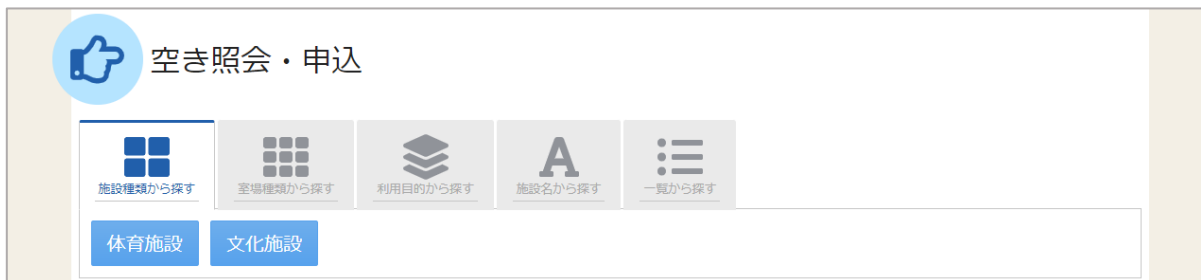 空き照会・申込
施設種類から探す 室場種類から探す 利用目的から探す 施設名から探す 一覧から探す
体育施設 文化施設